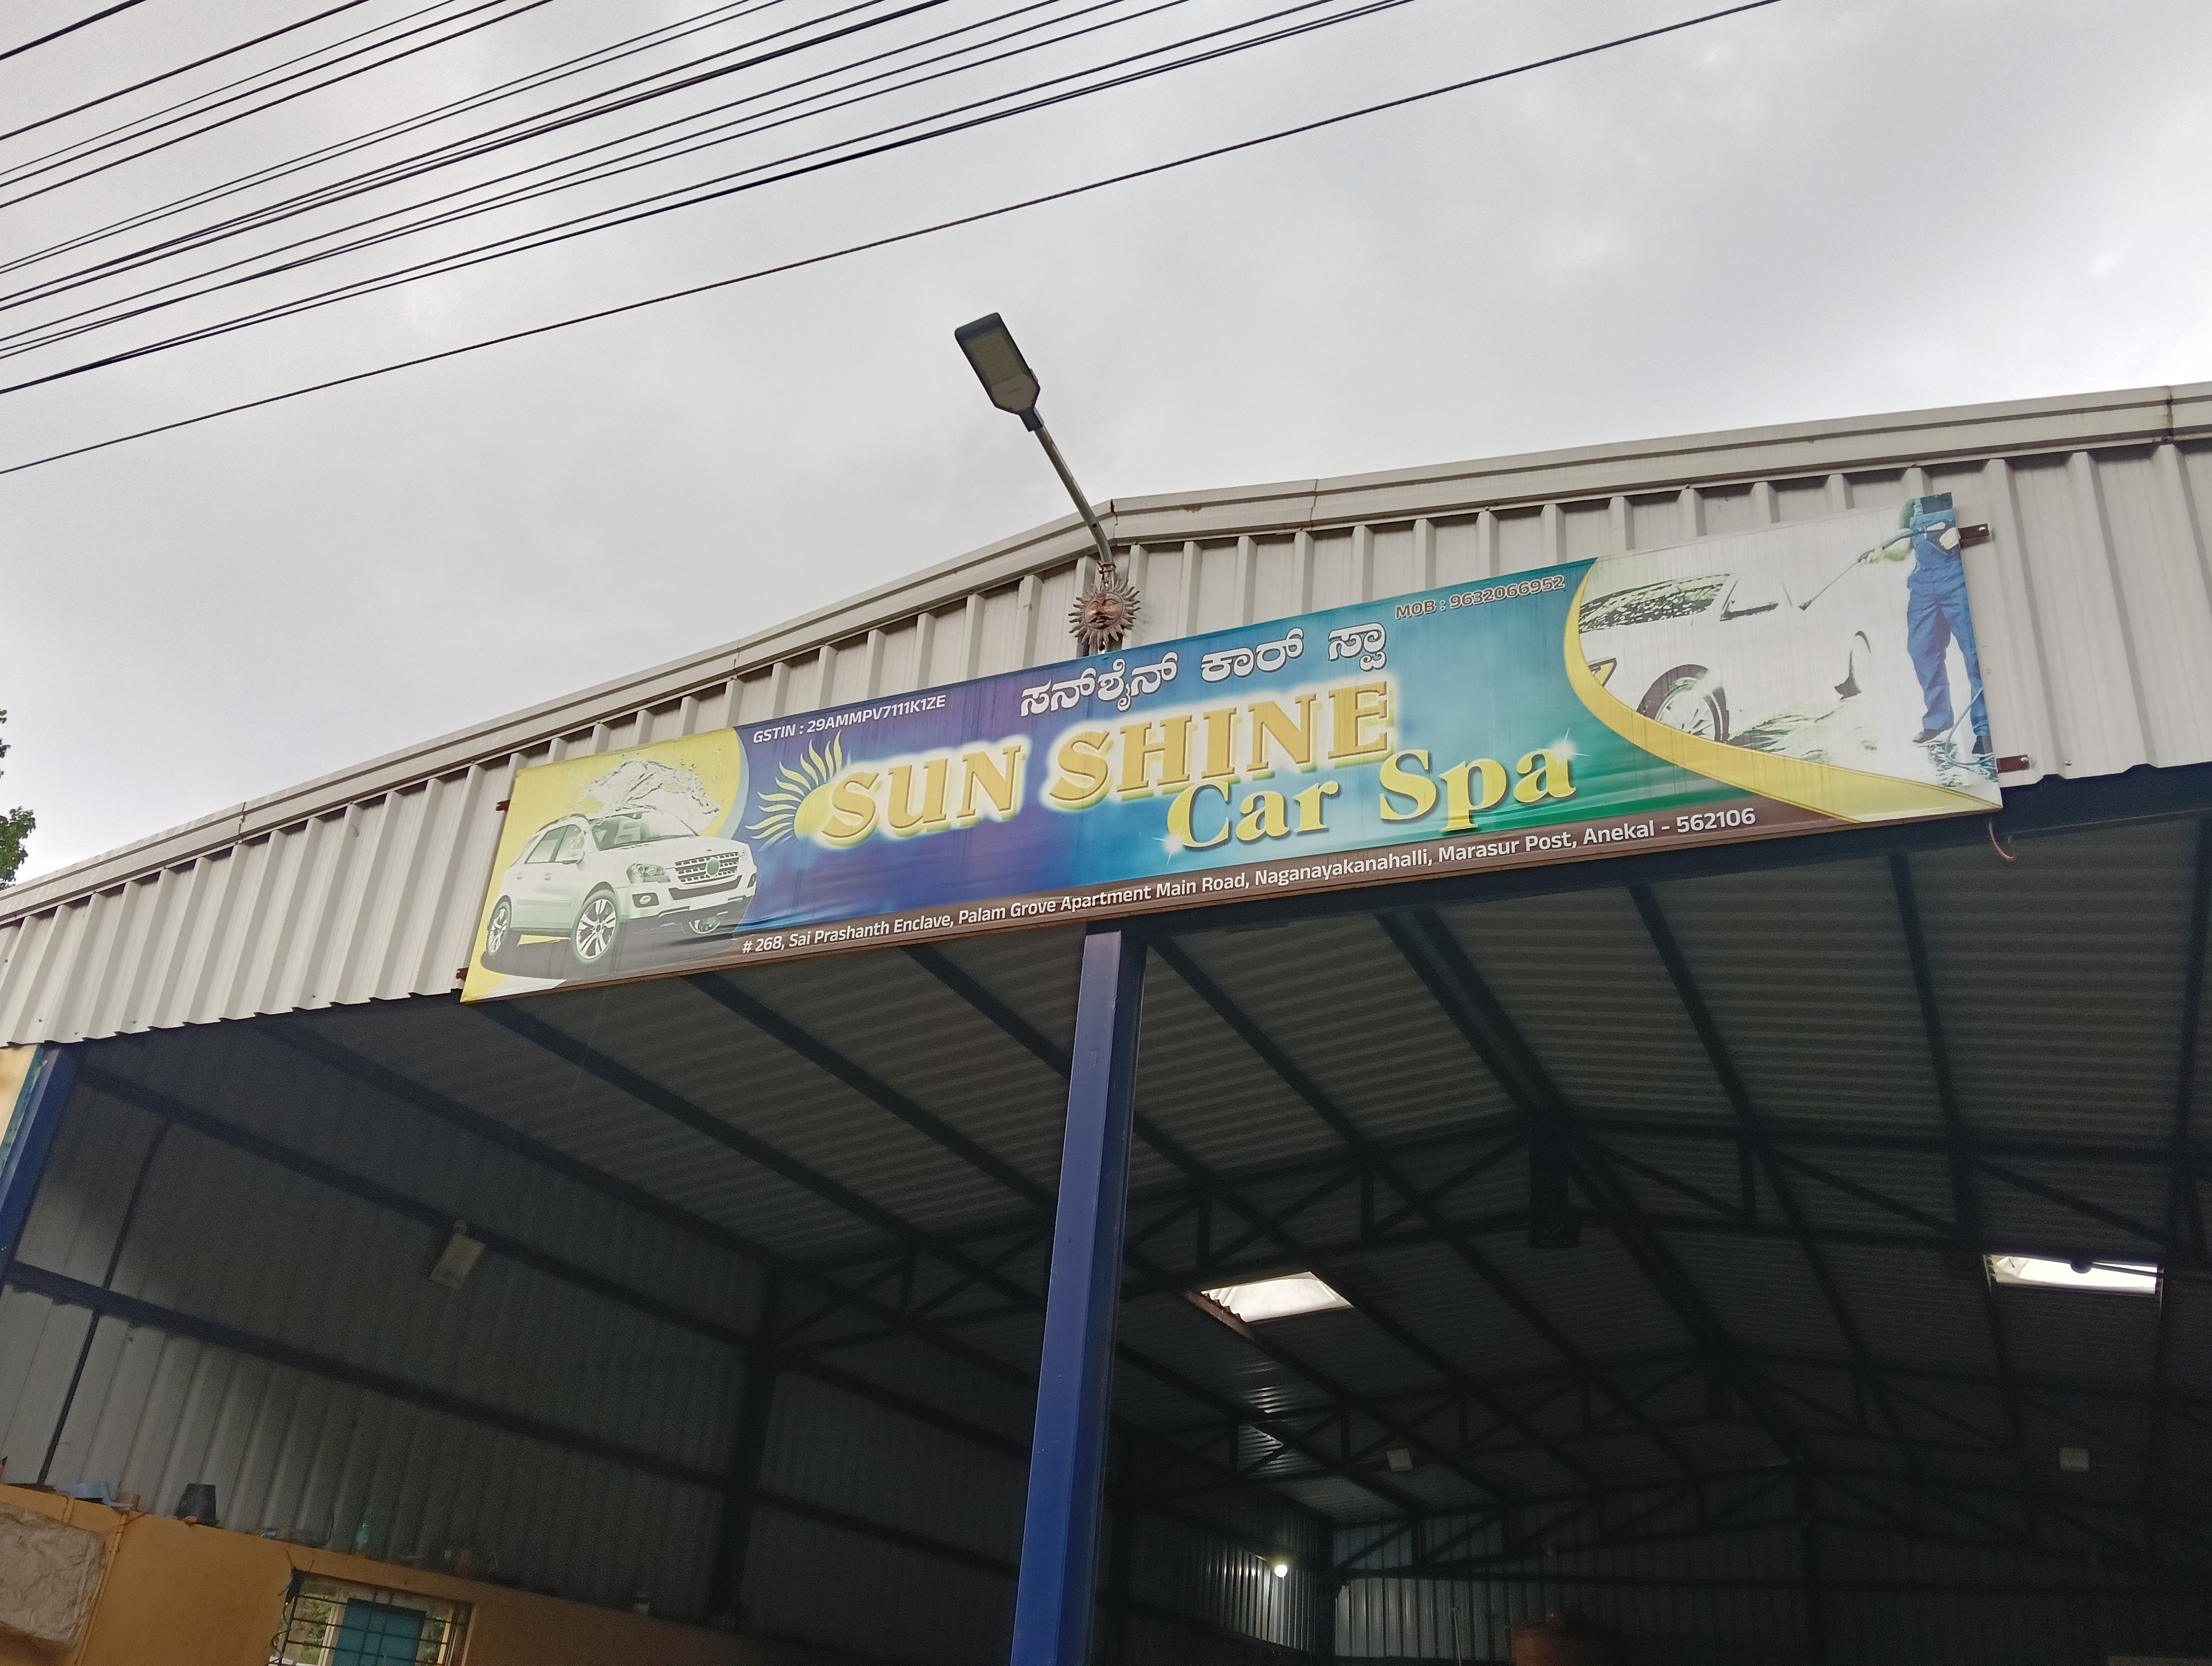 GSTIN : 29AMMPV7111K1ZE
MOB : 9632066952
ಸನ್‌ಶೈನ್ ಕಾರ್ ಸ್ಪಾ
SUN SHINE
Car Spa
# 268, Sai Prashanth Enclave, Palam Grove Apartment Main Road, Naganayakanahalli, Marasur Post, Anekal - 562106